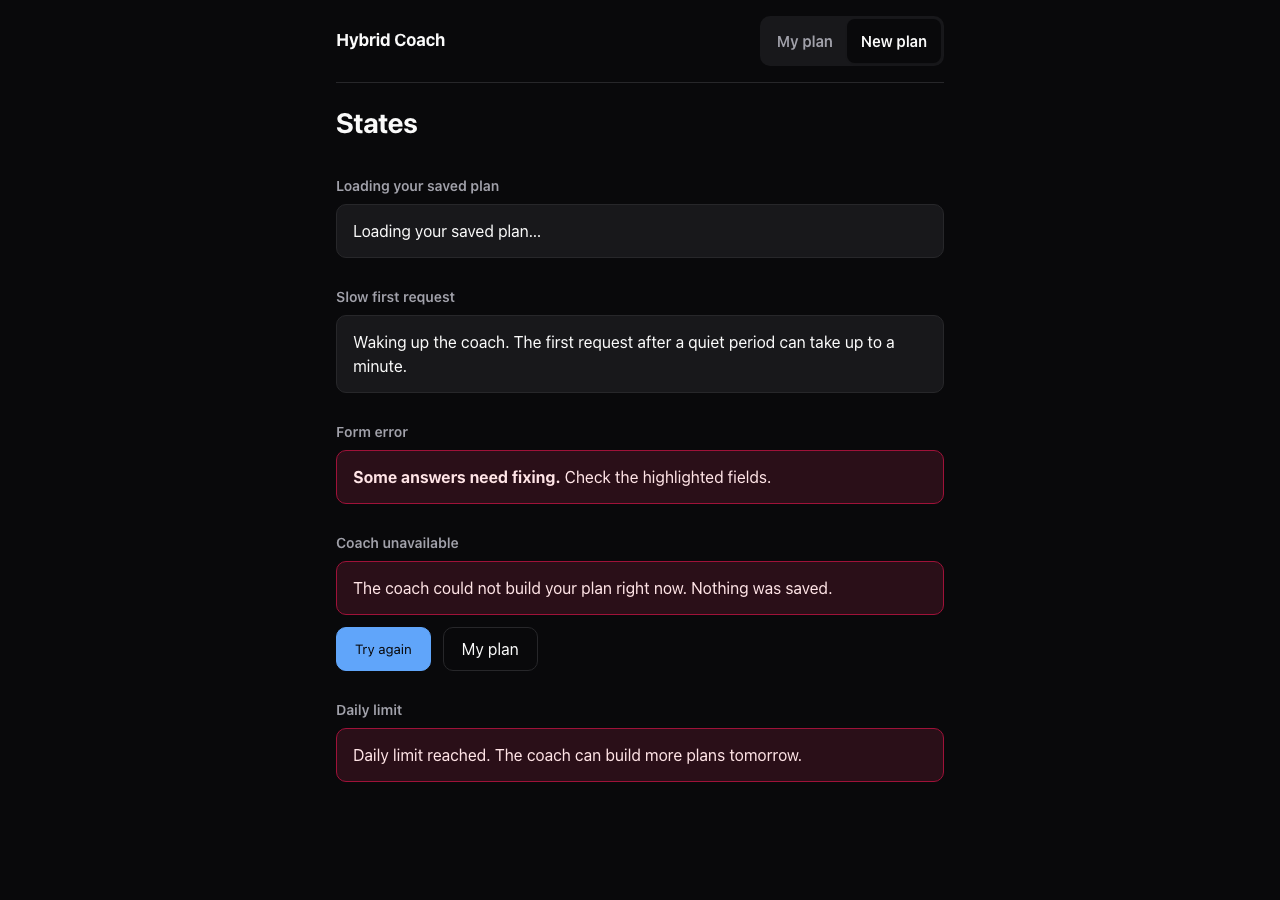 Hybrid Coach
My plan
New plan
States
Loading your saved plan
Loading your saved plan...
Slow first request
Waking up the coach. The first request after a quiet period can take up to a
minute.
Form error
Some answers need fixing. Check the highlighted fields.
Coach unavailable
The coach could not build your plan right now. Nothing was saved.
Try again
My plan
Daily limit
Daily limit reached. The coach can build more plans tomorrow.